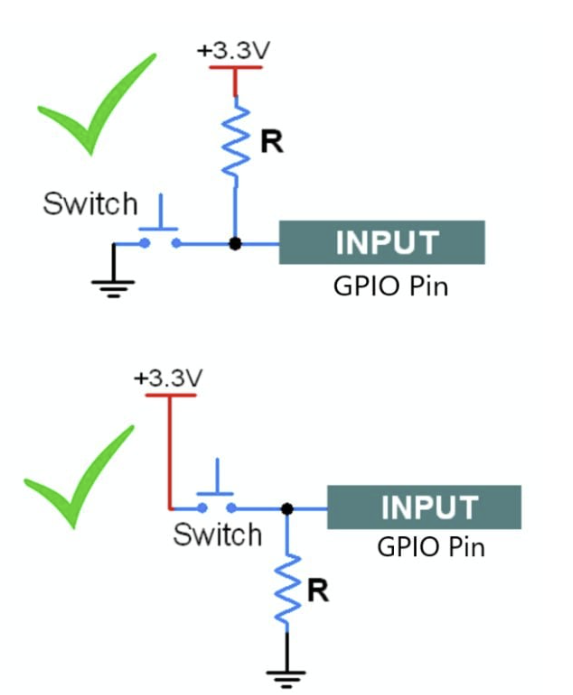 +3.3V
R
Switch
INPUT
GPIO Pin
+3.3V
INPUT
Switch
GPIO Pin
R